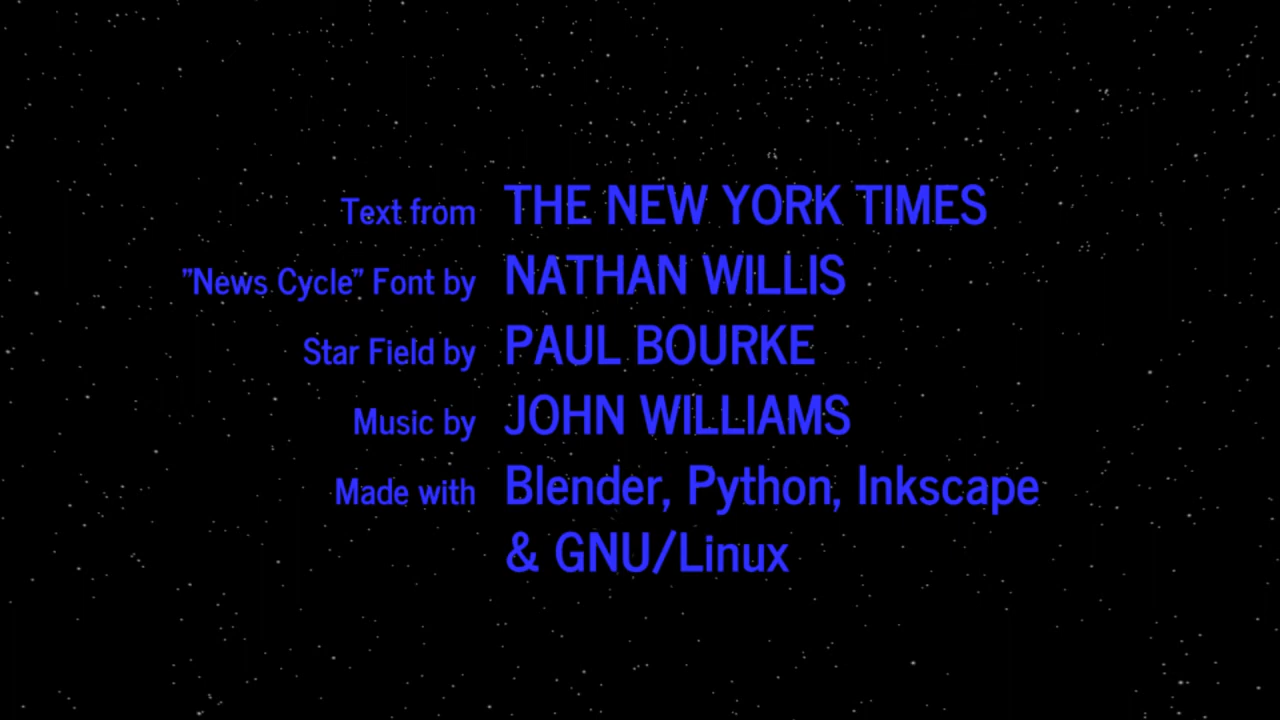 Text from THE NEW YORK TIMES
"News Cycle" Font by NATHAN WILLIS
Star Field by PAUL BOURKE
Music by JOHN WILLIAMS
Made with Blender, Python, Inkscape
& GNU/Linux